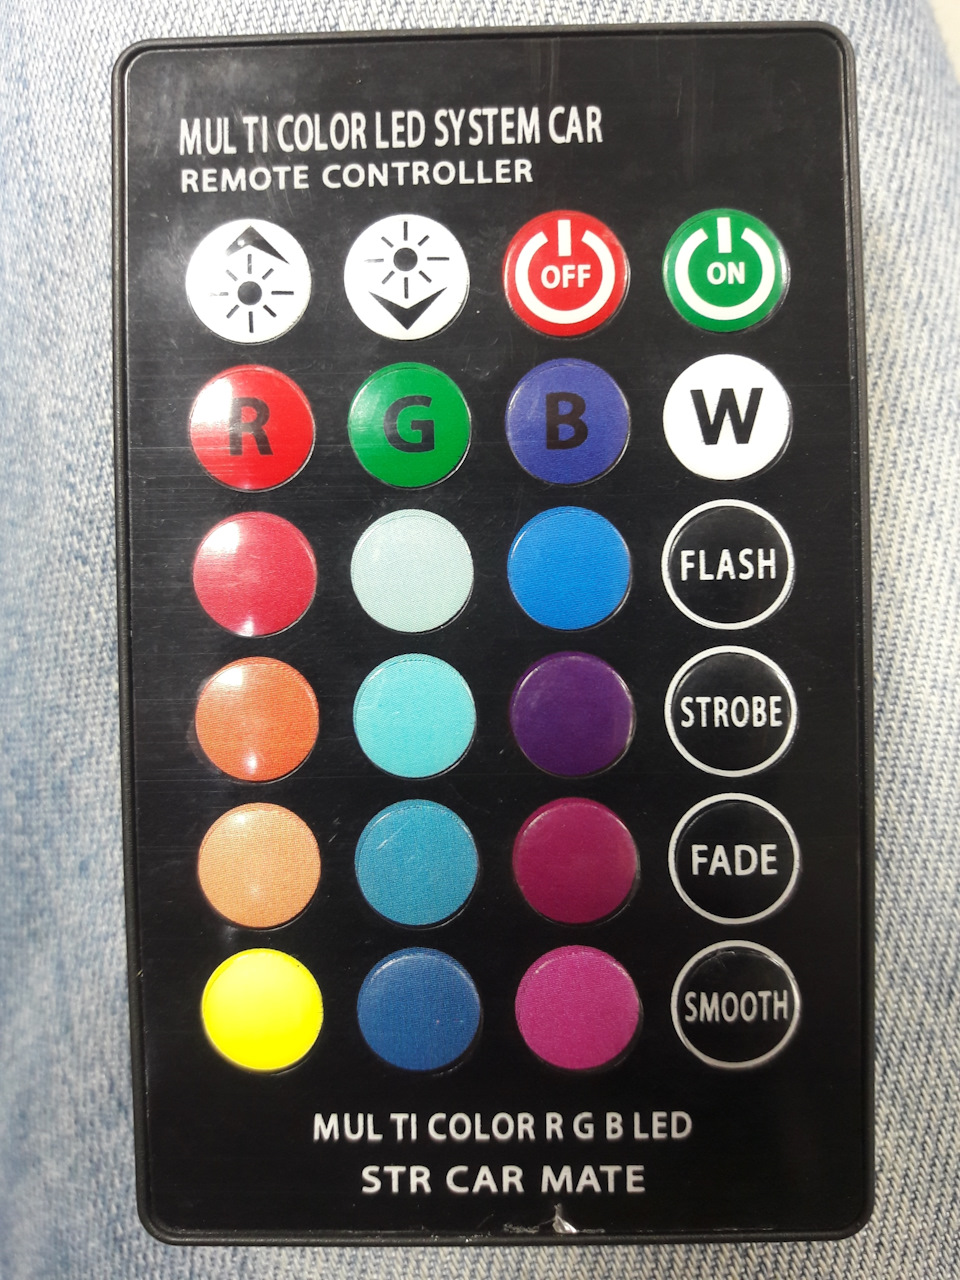 MUL TI COLOR LED SYSTEM CAR
REMOTE CONTROLLER
OFF ON
R G B W
FLASH
STROBE
FADE
SMOOTH
MUL TI COLOR R G B LED
STR CAR MATE